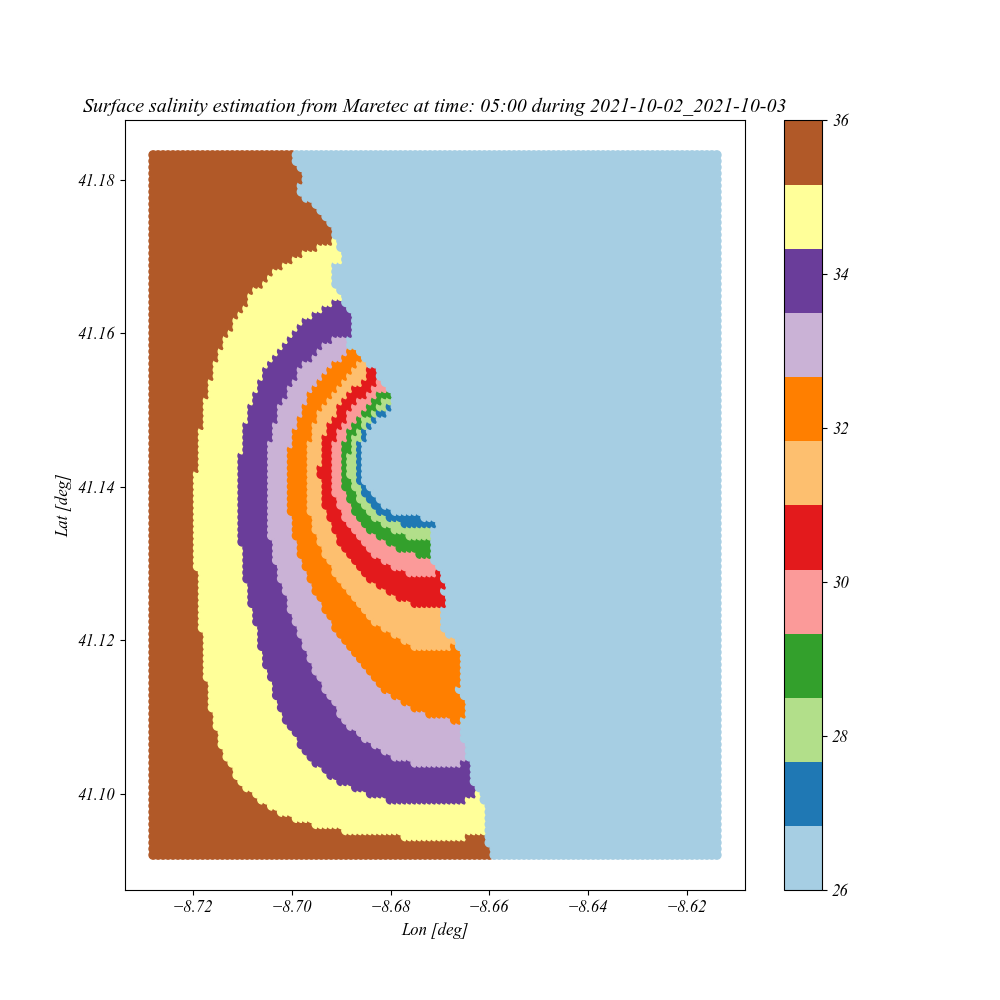 Surface salinity estimation from Maretec at time: 05:00 during 2021-10-02_2021-10-03
36
41.18
34
41.16
32
Lat [deg]
41.14
30
41.12
28
41.10
26
−8.72 −8.70 −8.68 −8.66 −8.64 −8.62
Lon [deg]